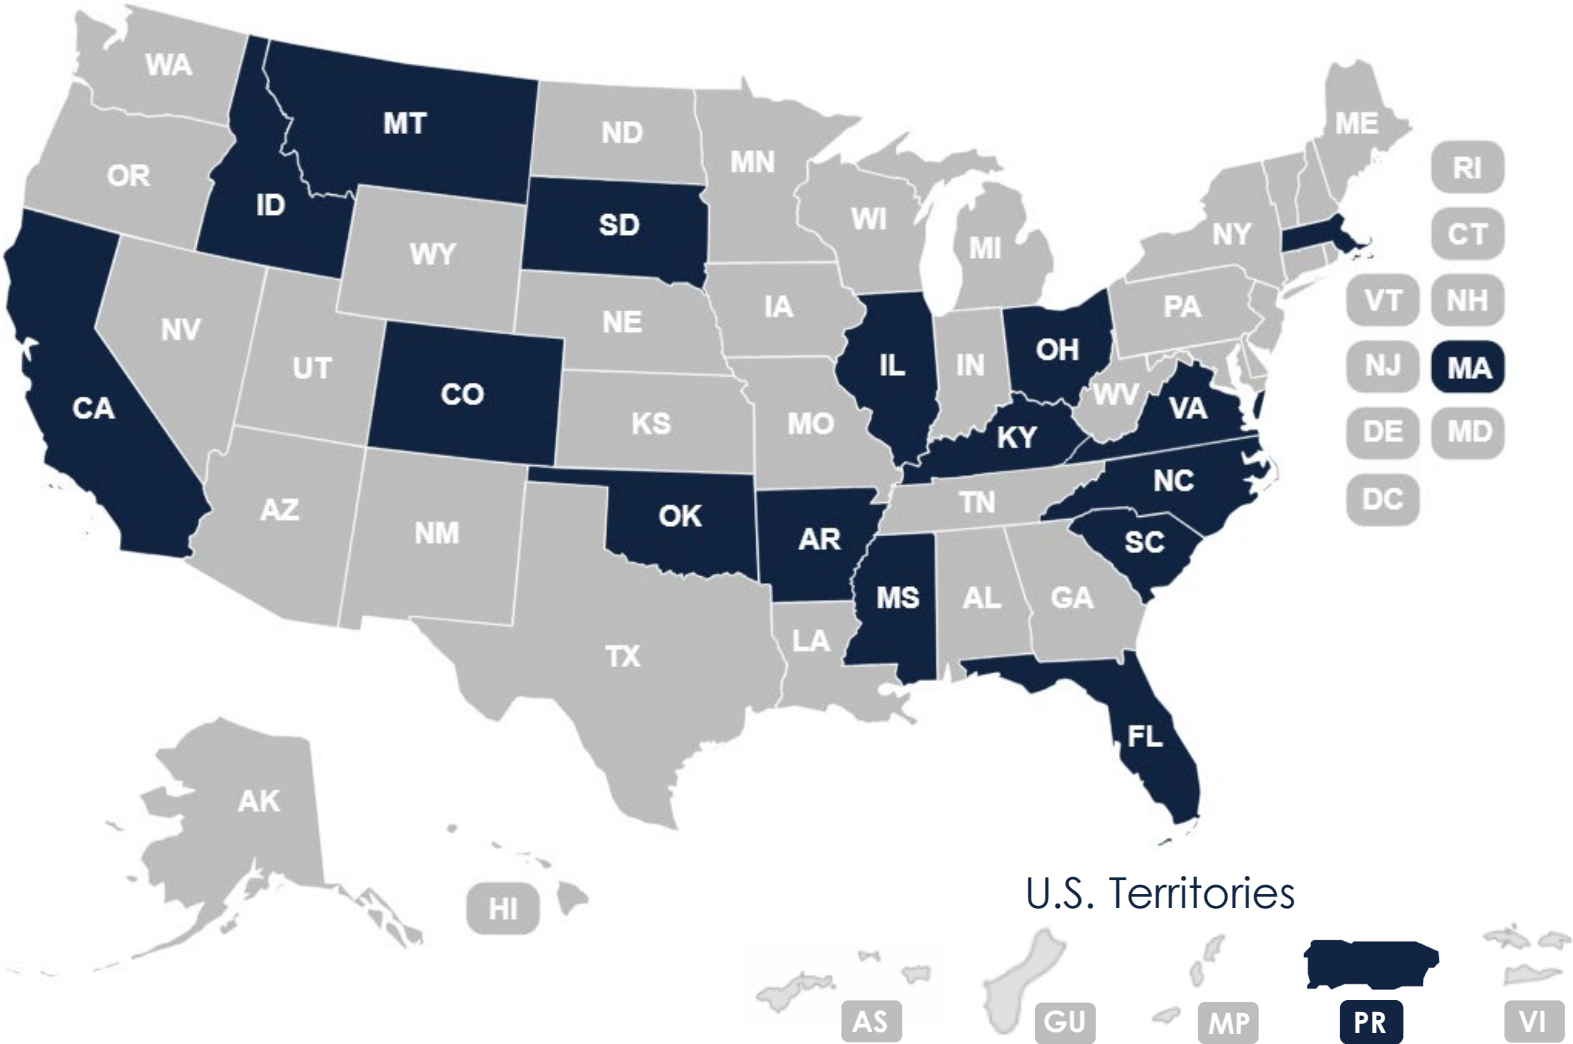 WA
MT
ND
MN
ME
OR
ID
SD
WI
MI
NY
RI
WY
CT
NV
NE
IA
PA
VT
NH
UT
CO
IL
IN
OH
NJ
MA
CA
KS
MO
WV
VA
KY
DE
MD
AZ
NM
OK
AR
TN
NC
DC
SC
MS
AL
GA
TX
LA
FL
AK
HI
U.S. Territories
AS
GU
MP
PR
VI